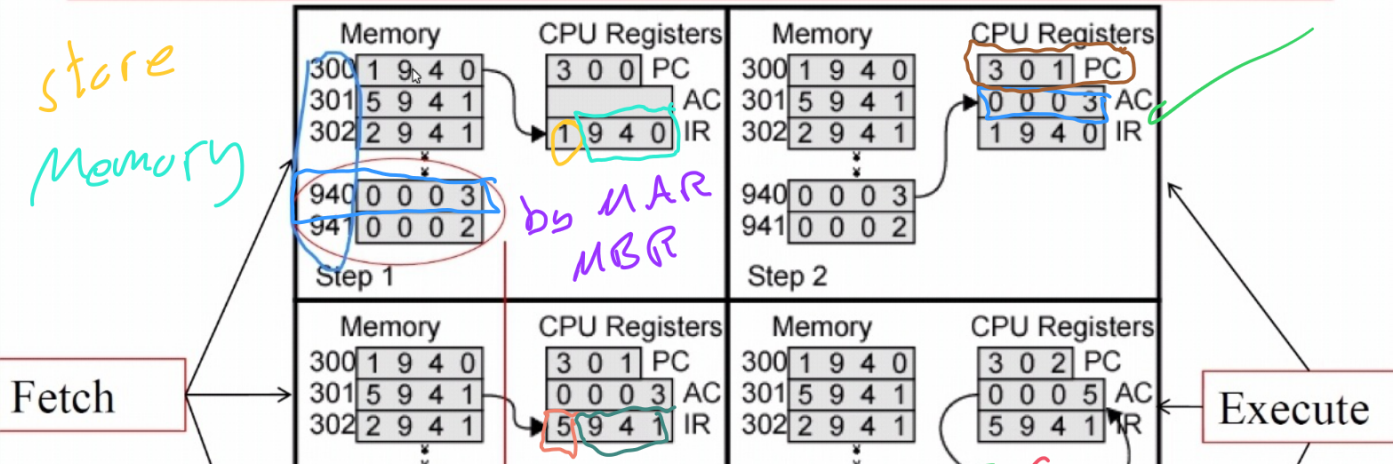 store
Memory
Fetch
Memory CPU Registers
300 1 9 4 0 3 0 0 PC
301 5 9 4 1 AC
302 2 9 4 1 1 9 4 0 IR
940 0 0 0 3
941 0 0 0 2
by MAR
MBR
Step 1
Memory CPU Registers
300 1 9 4 0 3 0 1 PC
301 5 9 4 1 0 0 0 3 AC
302 2 9 4 1 1 9 4 0 IR
940 0 0 0 3
941 0 0 0 2
Step 2
Memory CPU Registers
300 1 9 4 0 3 0 1 PC
301 5 9 4 1 0 0 0 3 AC
302 2 9 4 1 5 9 4 1 IR
Memory CPU Registers
300 1 9 4 0 3 0 2 PC
301 5 9 4 1 0 0 0 5 AC
302 2 9 4 1 5 9 4 1 IR
Execute